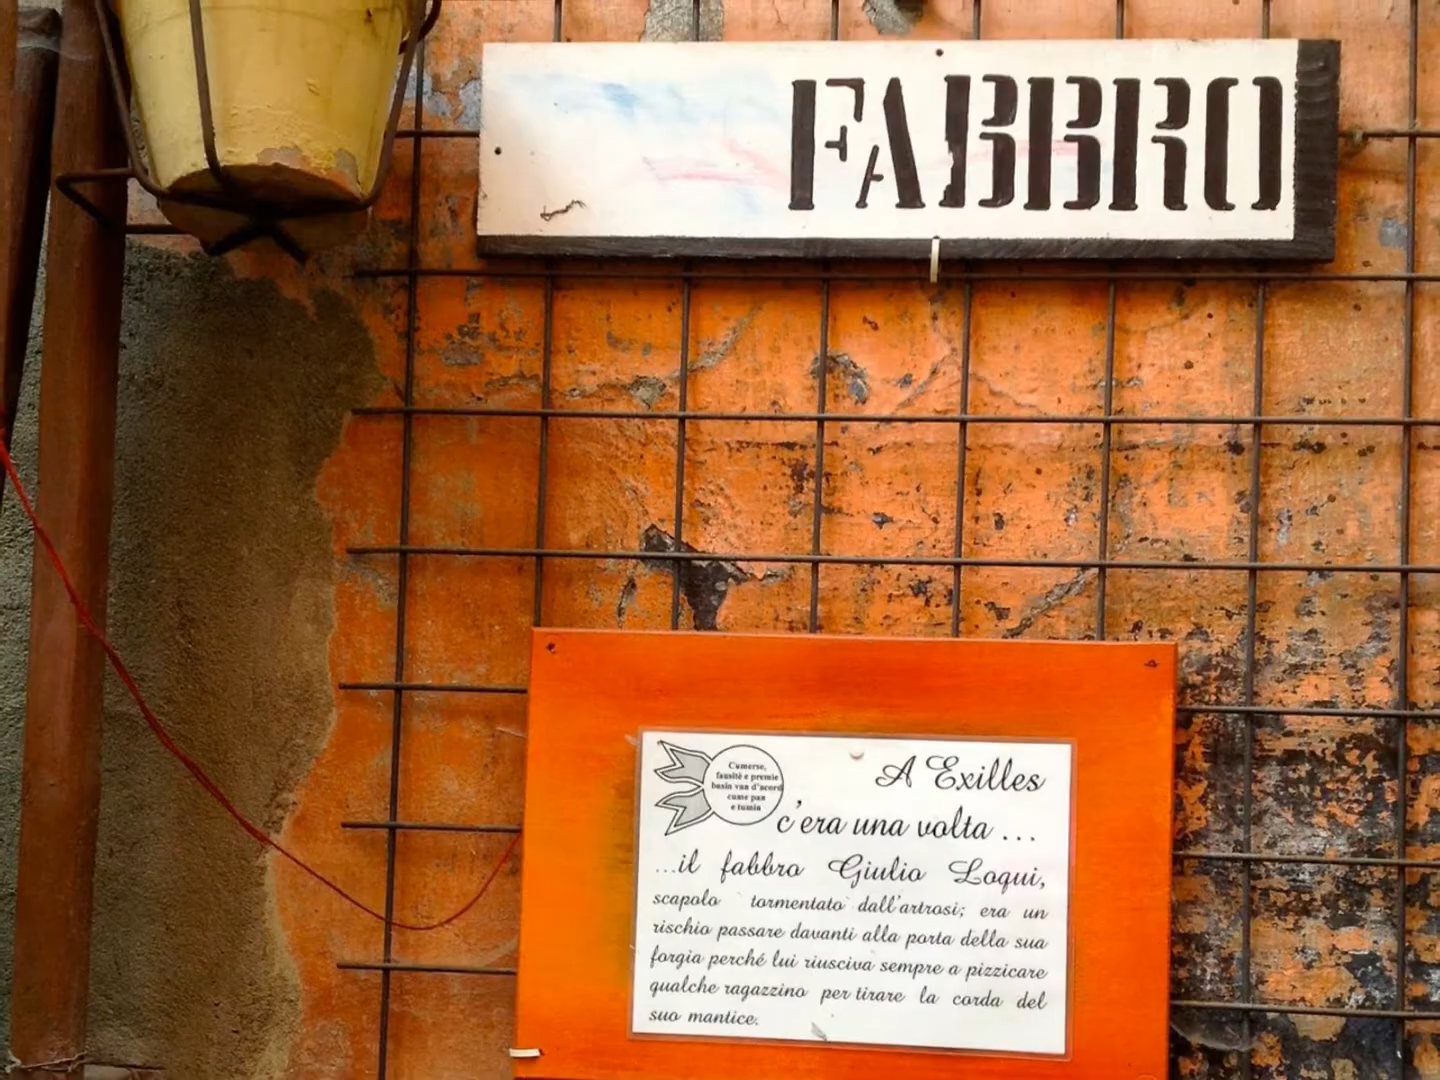 FABBRO
Cumerse,
fausitè e premie
basin van d'acord
cume pan
e tumin
A Exilles
c'era una volta ...
...il fabbro Giulio Loqui,
scapolo tormentato dall'artrosi; era un
rischio passare davanti alla porta della sua
forgia perché lui riusciva sempre a pizzicare
qualche ragazzino per tirare la corda del
suo mantice.